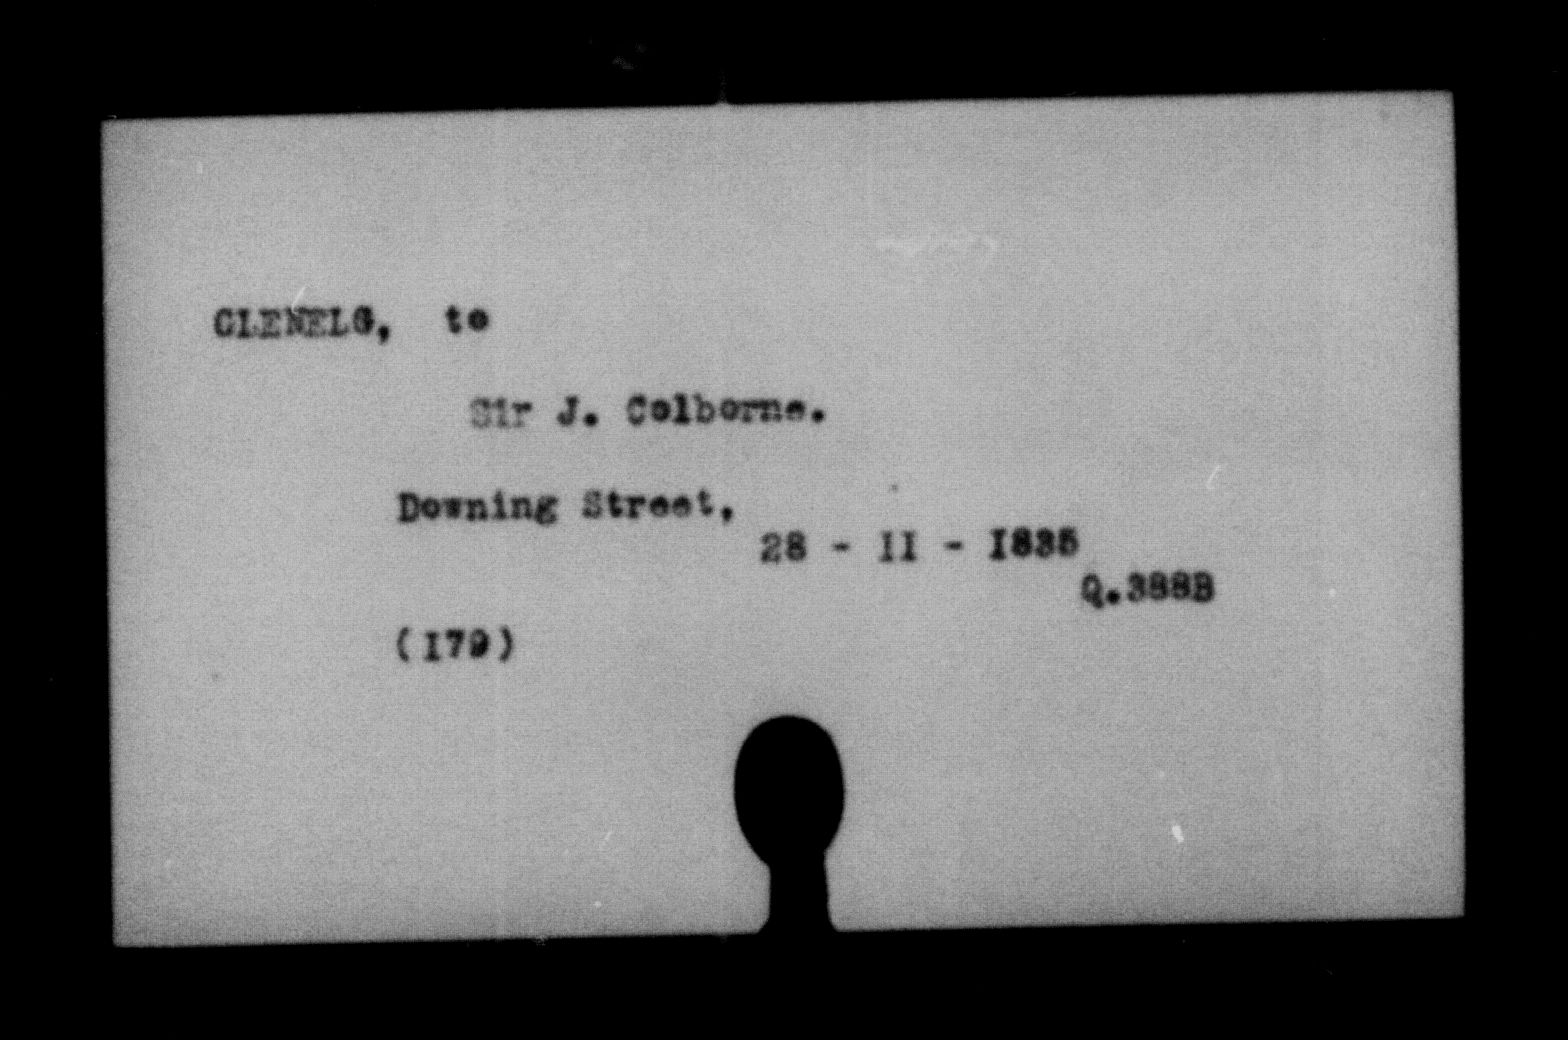 GLENELG, to
Sir J. Colborne.
Downing Street,
28 - II - I835
Q.388B
(I79)